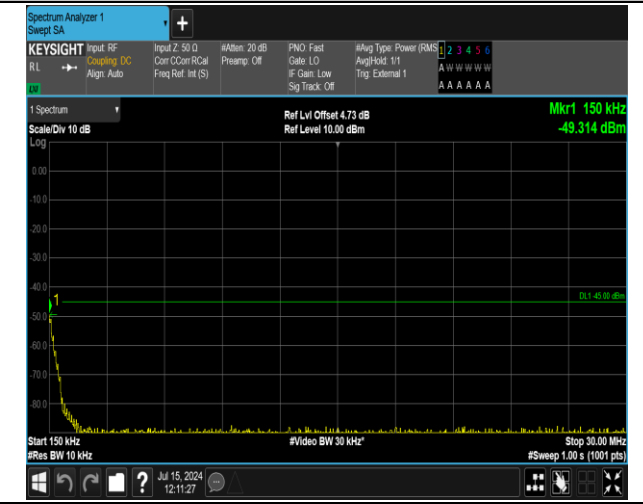 Spectrum Analyzer 1
Swept SA
+
KEYSIGHT Input: RF Input Z: 50 Ω #Atten: 20 dB PNO: Fast #Avg Type: Power (RMS 1 2 3 4 5 6
RL Coupling: DC Corr CCorr RCal Preamp: Off Gate: LO Avg|Hold: 1/1 A W W W W W
Align: Auto Freq Ref: Int (S) IF Gain: Low Trig: External 1
Sig Track: Off A A A A A A
1 Spectrum Ref Lvl Offset 4.73 dB Mkr1 150 kHz
Scale/Div 10 dB Ref Level 10.00 dBm -49.314 dBm
Log
0.00
-10.0
-20.0
-30.0
-40.0
1
DL1 -45.00 dBm
-50.0
-60.0
-70.0
-80.0
Start 150 kHz #Video BW 30 kHz* Stop 30.00 MHz
#Res BW 10 kHz #Sweep 1.00 s (1001 pts)
? Jul 15, 2024
12:11:27